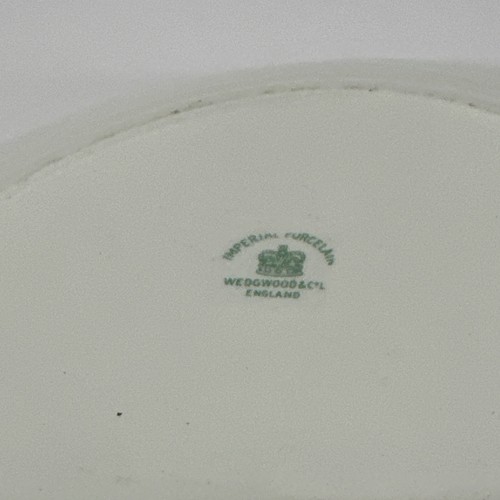 IMPERIAL PORCELAIN
WEDGWOOD & Co L
ENGLAND